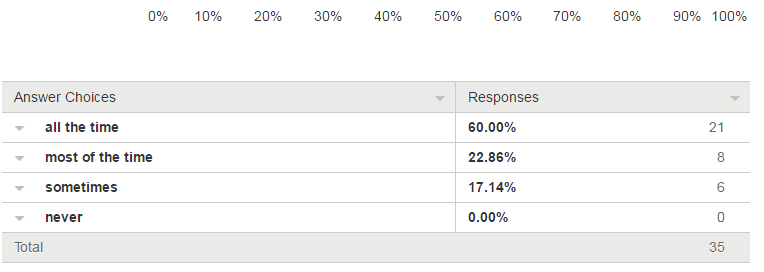 0% 10% 20% 30% 40% 50% 60% 70% 80% 90% 100%
Answer Choices Responses
all the time 60.00% 21
most of the time 22.86% 8
sometimes 17.14% 6
never 0.00% 0
Total 35